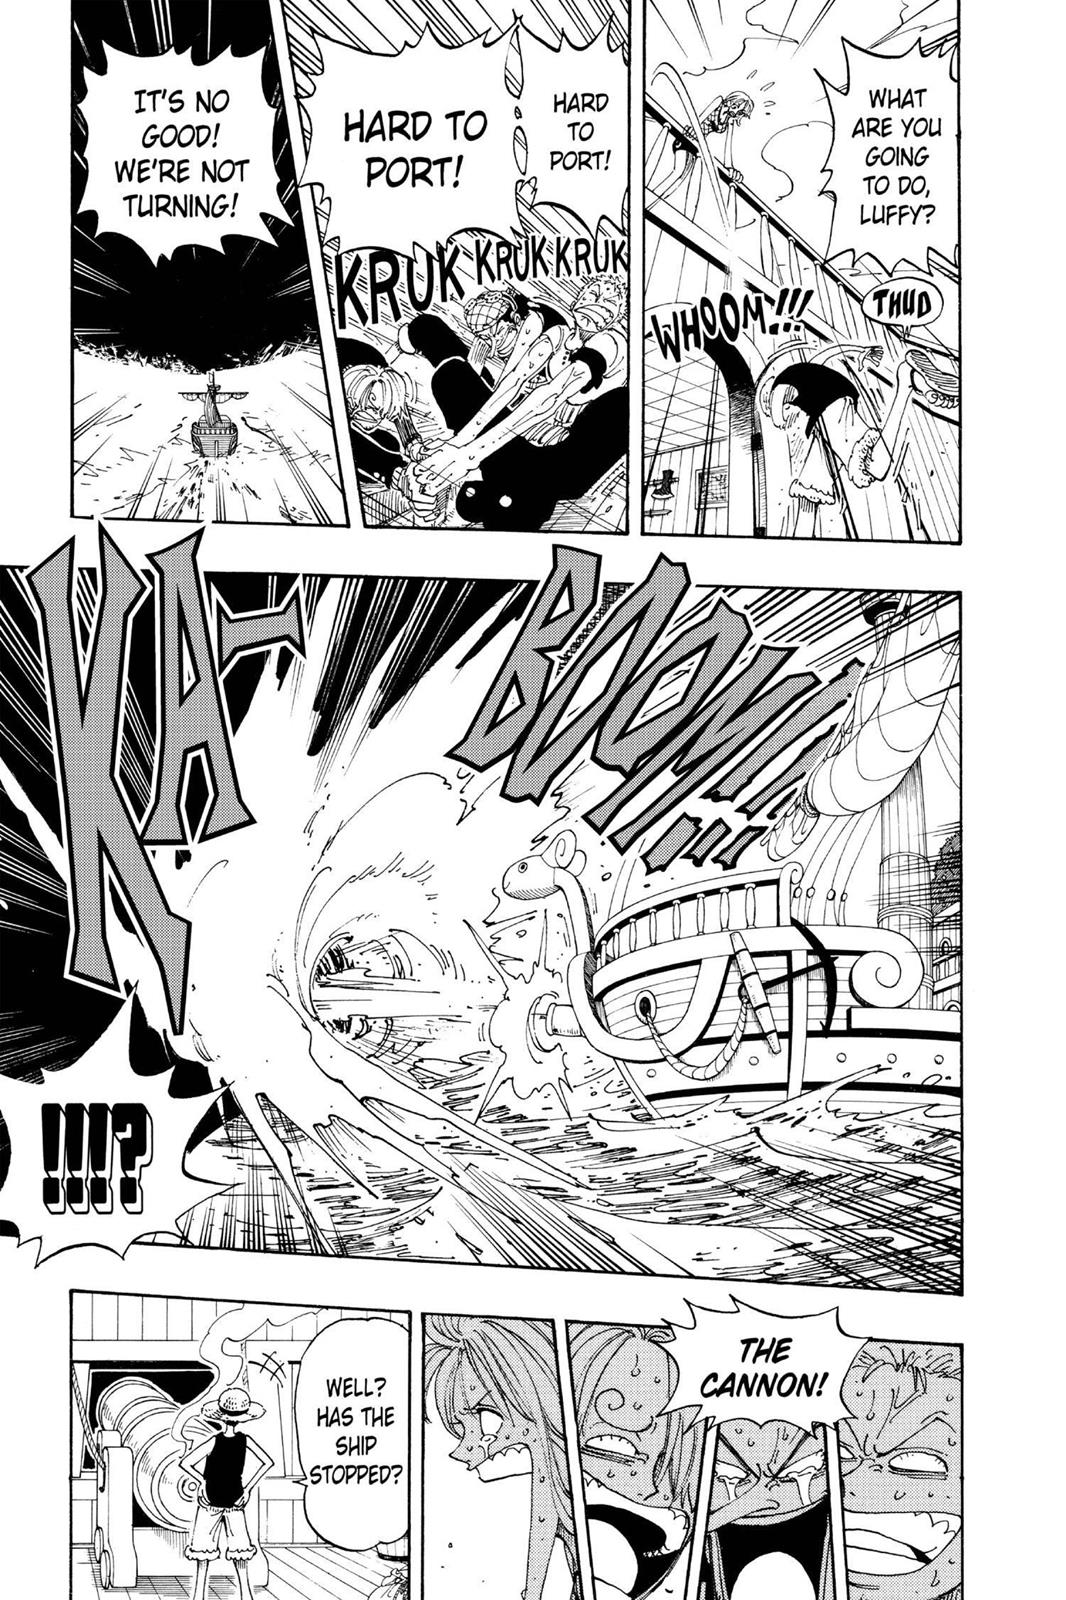 WHAT
ARE YOU
GOING
TO DO,
LUFFY?
THUD
WHOOM!!!
HARD
TO
PORT!
HARD TO
PORT!
KRUK KRUK KRUK
IT'S NO
GOOD!
WE'RE NOT
TURNING!
KA-
BOOM!!!
!!!!?
THE
CANNON!
WELL?
HAS THE
SHIP
STOPPED?